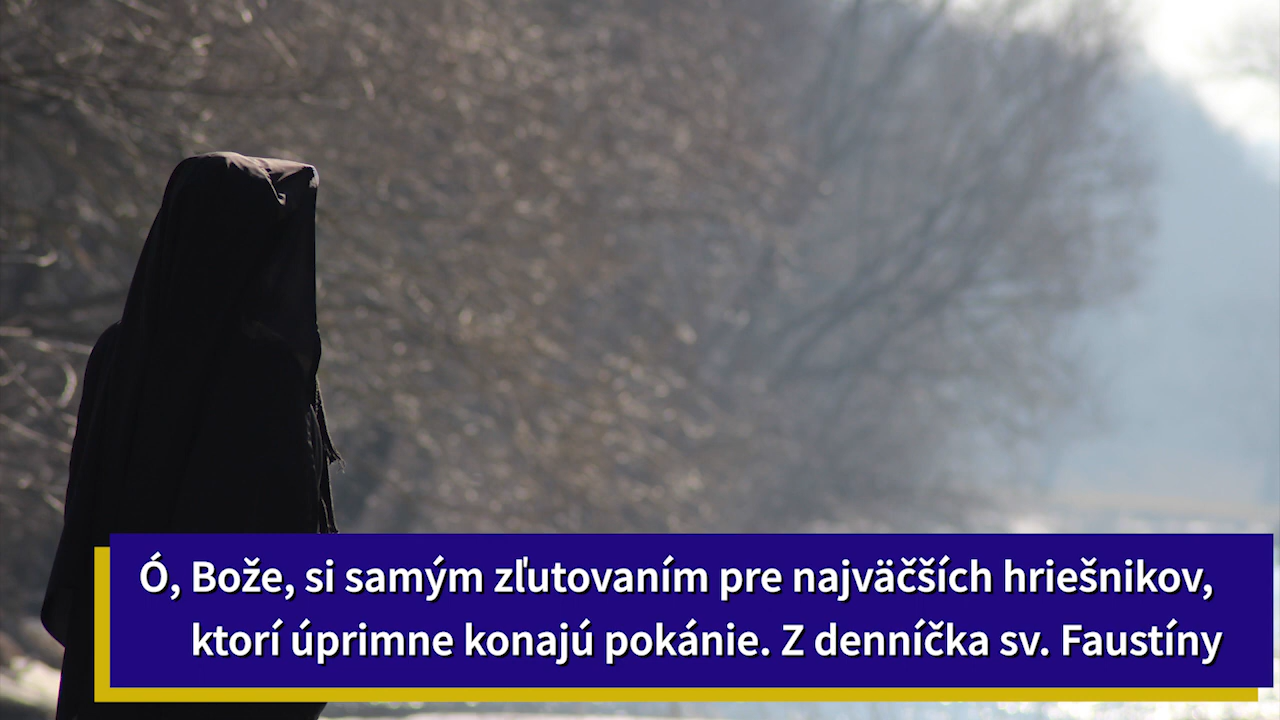 Ó, Bože, si samým zľutovaním pre najväčších hriešnikov,
ktorí úprimne konajú pokánie. Z denníčka sv. Faustíny